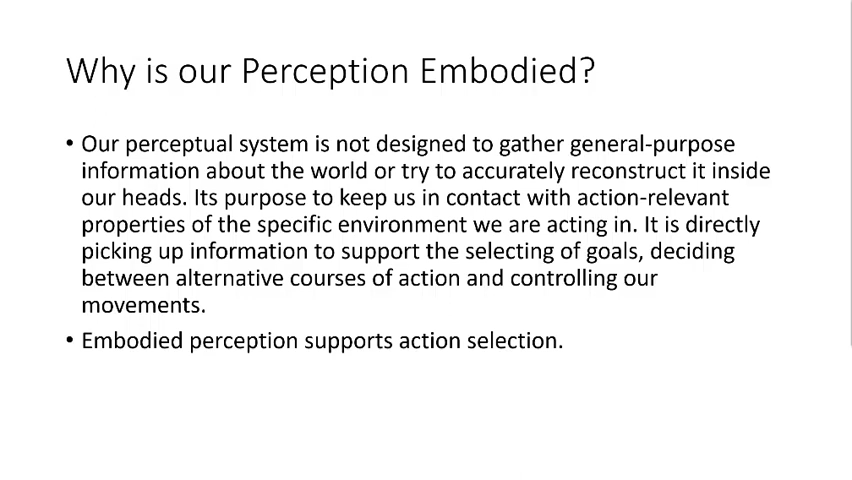 Why is our Perception Embodied?
• Our perceptual system is not designed to gather general-purpose
information about the world or try to accurately reconstruct it inside
our heads. Its purpose to keep us in contact with action-relevant
properties of the specific environment we are acting in. It is directly
picking up information to support the selecting of goals, deciding
between alternative courses of action and controlling our
movements.
• Embodied perception supports action selection.